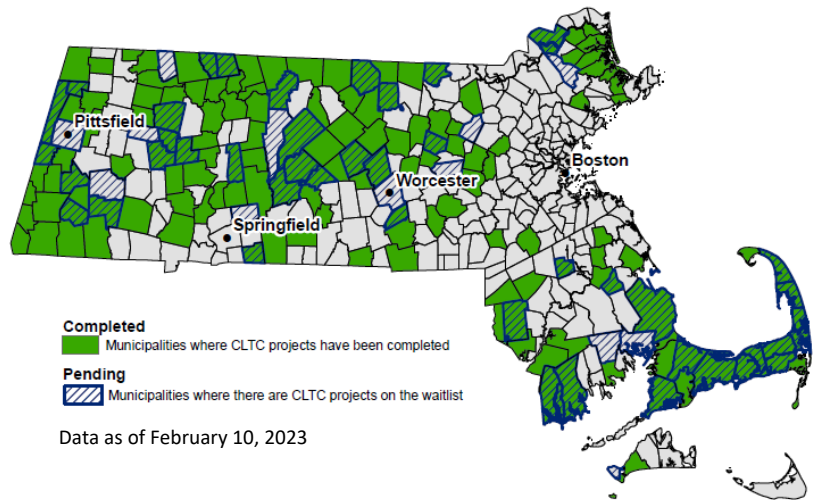 Pittsfield
Boston
Worcester
Springfield
Completed
Municipalities where CLTC projects have been completed
Pending
Municipalities where there are CLTC projects on the waitlist
Data as of February 10, 2023